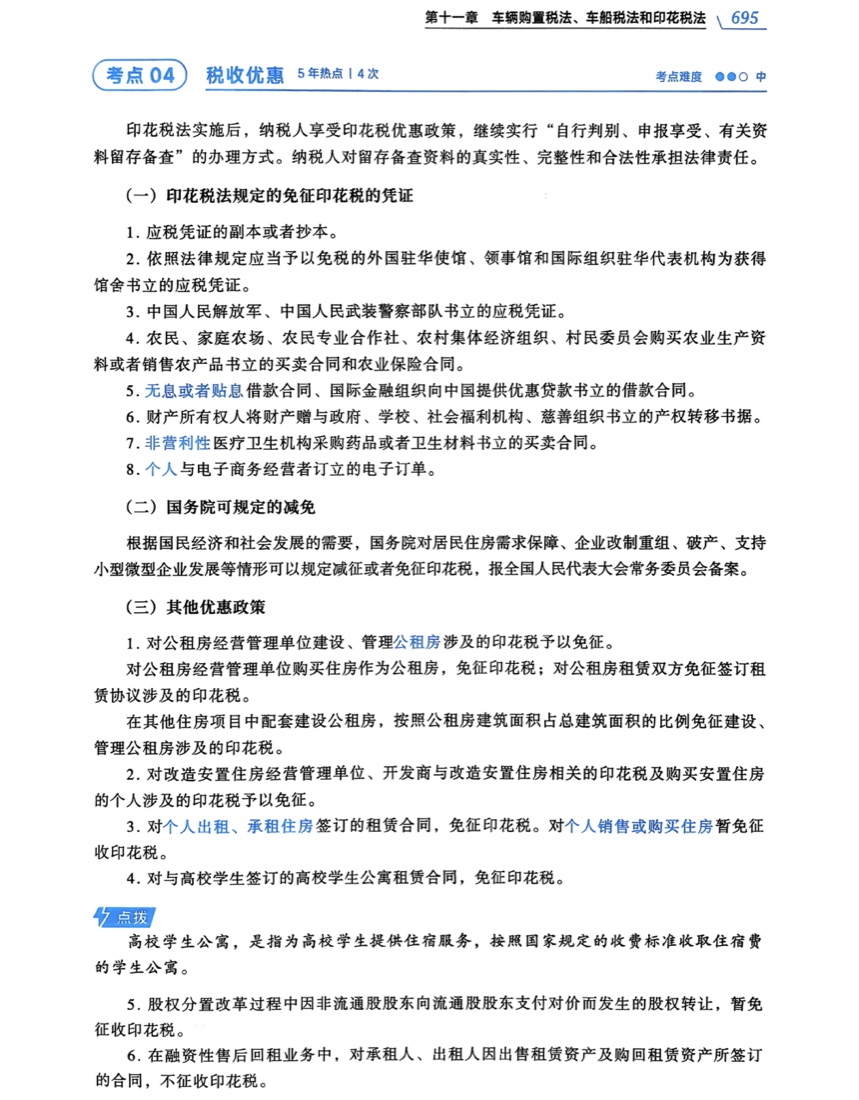 第十一章 车辆购置税法、车船税法和印花税法 695
考点 04 税收优惠 5年热点 | 4次 考点难度 中
印花税法实施后，纳税人享受印花税优惠政策，继续实行“自行判别、申报享受、有关资
料留存备查”的办理方式。纳税人对留存备查资料的真实性、完整性和合法性承担法律责任。
（一）印花税法规定的免征印花税的凭证
1. 应税凭证的副本或者抄本。
2. 依照法律规定应当予以免税的外国驻华使馆、领事馆和国际组织驻华代表机构为获得
馆舍书立的应税凭证。
3. 中国人民解放军、中国人民武装警察部队书立的应税凭证。
4. 农民、家庭农场、农民专业合作社、农村集体经济组织、村民委员会购买农业生产资
料或者销售农产品书立的买卖合同和农业保险合同。
5. 无息或者贴息借款合同、国际金融组织向中国提供优惠贷款书立的借款合同。
6. 财产所有权人将财产赠与政府、学校、社会福利机构、慈善组织书立的产权转移书据。
7. 非营利性医疗卫生机构采购药品或者卫生材料书立的买卖合同。
8. 个人与电子商务经营者订立的电子订单。
（二）国务院可规定的减免
根据国民经济和社会发展的需要，国务院对居民住房需求保障、企业改制重组、破产、支持
小型微型企业发展等情形可以规定减征或者免征印花税，报全国人民代表大会常务委员会备案。
（三）其他优惠政策
1. 对公租房经营管理单位建设、管理公租房涉及的印花税予以免征。
对公租房经营管理单位购买住房作为公租房，免征印花税；对公租房租赁双方免征签订租
赁协议涉及的印花税。
在其他住房项目中配套建设公租房，按照公租房建筑面积占总建筑面积的比例免征建设、
管理公租房涉及的印花税。
2. 对改造安置住房经营管理单位、开发商与改造安置住房相关的印花税及购买安置住房
的个人涉及的印花税予以免征。
3. 对个人出租、承租住房签订的租赁合同，免征印花税。对个人销售或购买住房暂免征
收印花税。
4. 对与高校学生签订的高校学生公寓租赁合同，免征印花税。
点拨
高校学生公寓，是指为高校学生提供住宿服务，按照国家规定的收费标准收取住宿费
的学生公寓。
5. 股权分置改革过程中因非流通股股东向流通股股东支付对价而发生的股权转让，暂免
征收印花税。
6. 在融资性售后回租业务中，对承租人、出租人因出售租赁资产及购回租赁资产所签订
的合同，不征收印花税。